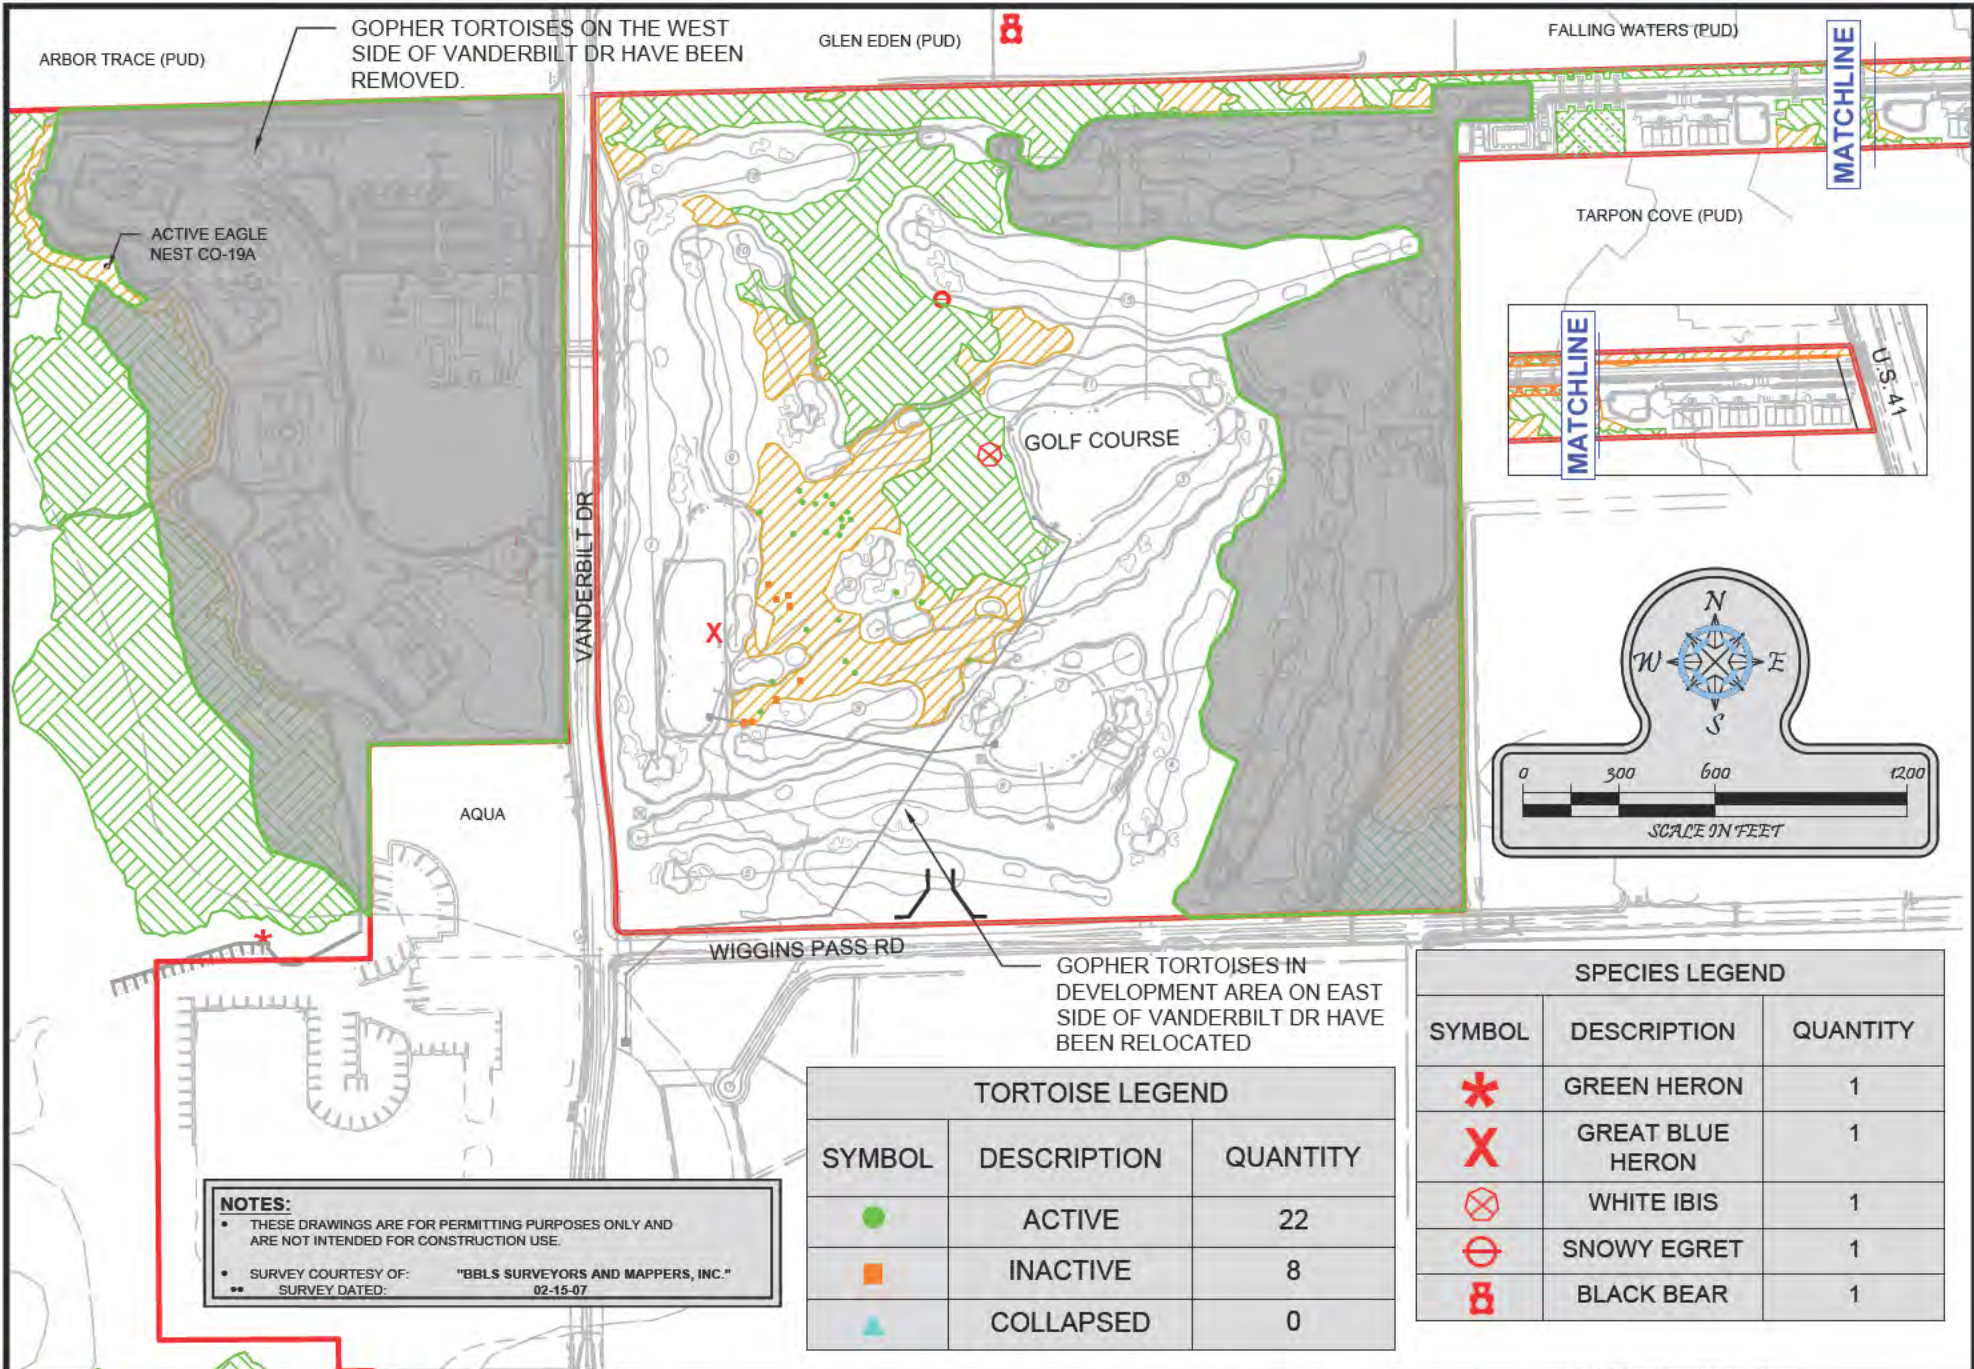 GOPHER TORTOISES ON THE WEST
SIDE OF VANDERBILT DR HAVE BEEN
REMOVED.
ARBOR TRACE (PUD)
GLEN EDEN (PUD)
FALLING WATERS (PUD)
MATCHLINE
TARPON COVE (PUD)
ACTIVE EAGLE
NEST CO-19A
MATCHLINE
U.S. 41
GOLF COURSE
VANDERBILT DR
N
W
E
S
0 300 600 1200
SCALE IN FEET
AQUA
WIGGINS PASS RD
GOPHER TORTOISES IN
DEVELOPMENT AREA ON EAST
SIDE OF VANDERBILT DR HAVE
BEEN RELOCATED
SPECIES LEGEND
SYMBOL DESCRIPTION QUANTITY
GREEN HERON 1
GREAT BLUE 1
HERON
WHITE IBIS 1
SNOWY EGRET 1
BLACK BEAR 1
TORTOISE LEGEND
SYMBOL DESCRIPTION QUANTITY
ACTIVE 22
INACTIVE 8
COLLAPSED 0
NOTES:
• THESE DRAWINGS ARE FOR PERMITTING PURPOSES ONLY AND
ARE NOT INTENDED FOR CONSTRUCTION USE.
• SURVEY COURTESY OF: "BBLS SURVEYORS AND MAPPERS, INC."
•• SURVEY DATED: 02-15-07